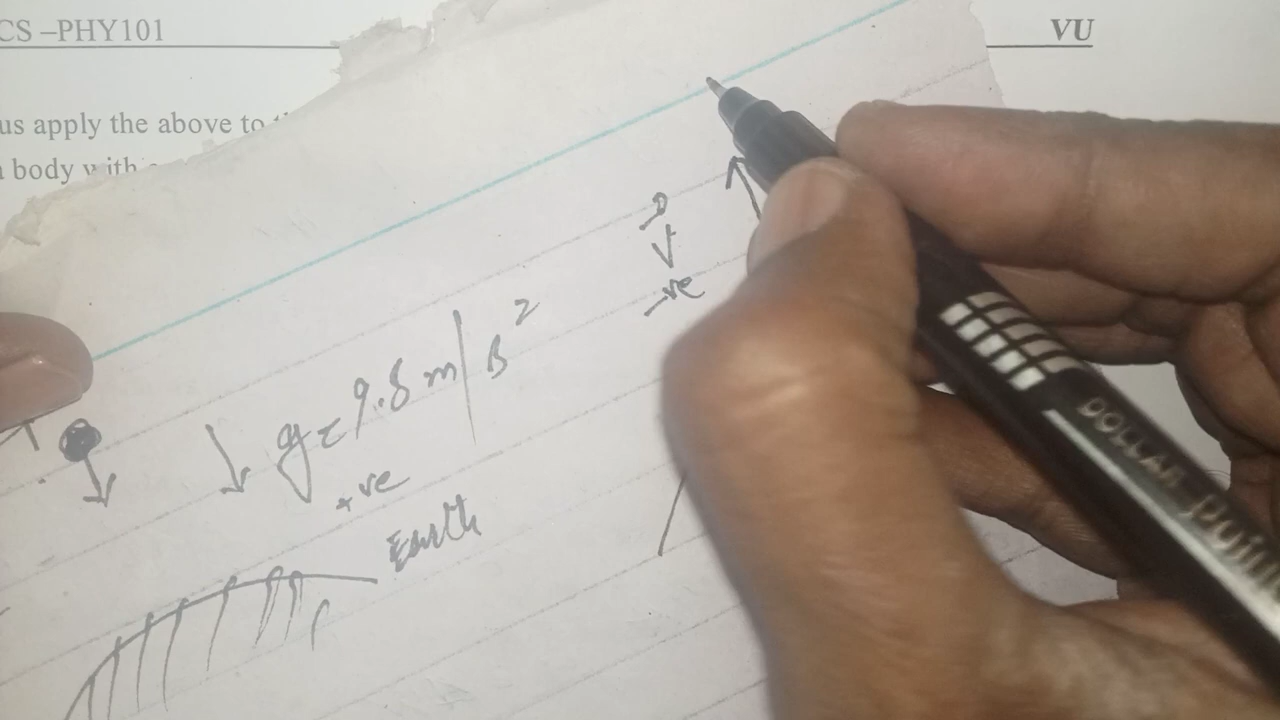 CS –PHY101 VU
us apply the above to
body with
v
-ve
g = 9.8 m/s²
+ve
Earth
DOLLAR